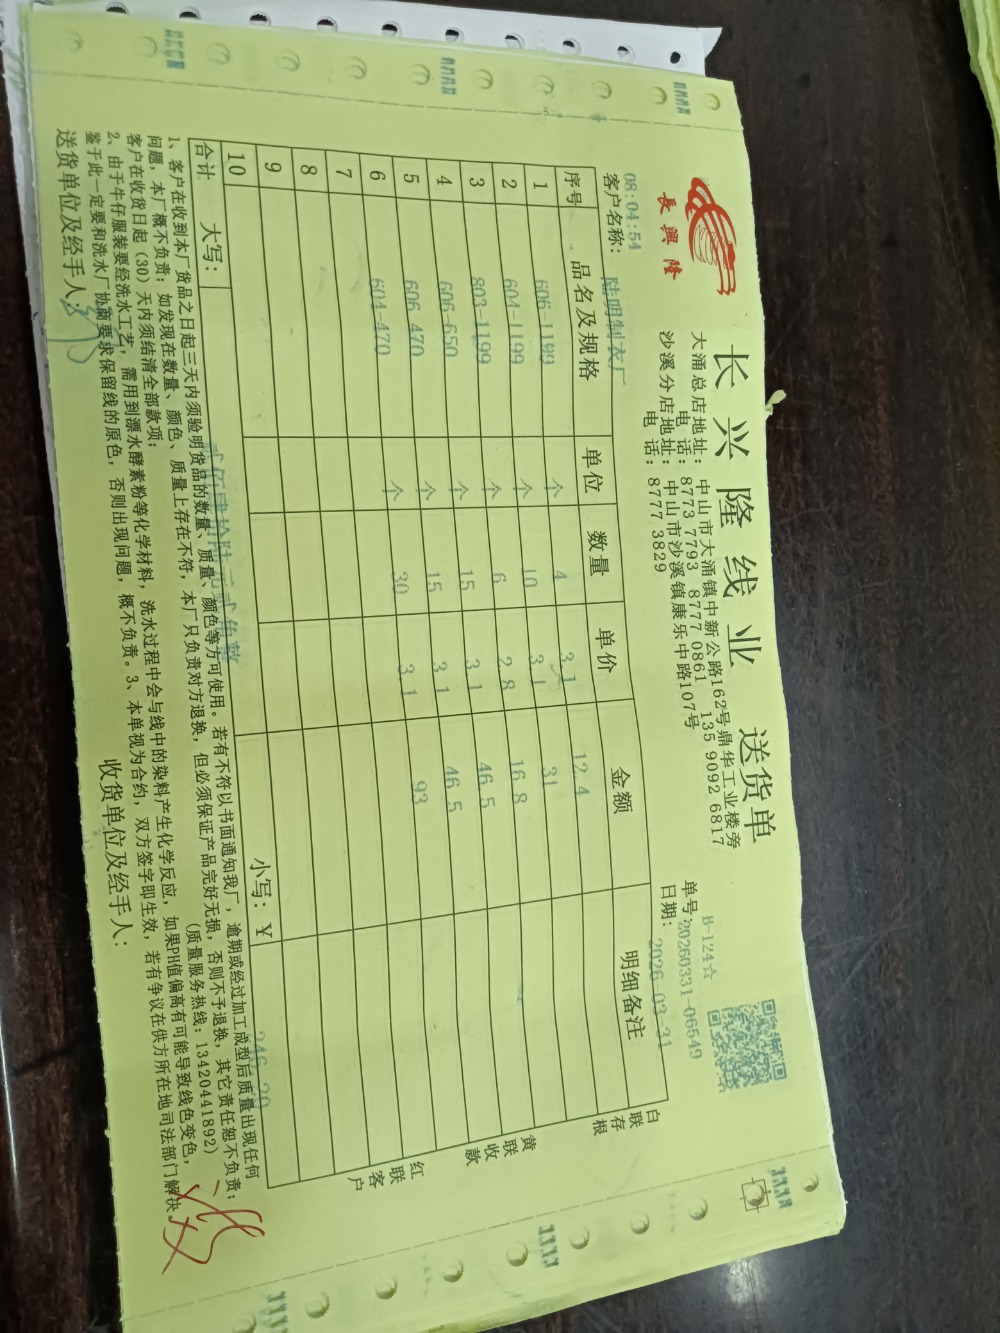 長興隆
长兴隆线业 送货单
大涌总店地址：中山市大涌镇中新公路162号鼎华工业楼旁
电话：8773 7793 8777 0861 135 9092 6817
沙溪分店地址：中山市沙溪镇康乐中路107号
电话：8777 3829
B-124☆
单号：20260331-06549
日期：2026-03-31
08:04:54
客户名称：陆明制衣厂
序号 品名及规格 单位 数量 单价 金额 明细备注
1 606-1199 个 4 3.1 12.4
2 604-1199 个 10 3.1 31
3 803-1199 个 6 2.8 16.8
4 606-650 个 15 3.1 46.5
5 606-470 个 15 3.1 46.5
6 604-470 个 30 3.1 93
7
8
9
10
合计 大写：贰佰肆拾陆元贰角整 小写：￥246.20
白联存根
黄联收款
红联客户
1、客户在收到本厂货品之日起三天内须验明货品的数量、质量、颜色等方可使用。若有不符以书面通知我厂，逾期或经过加工成型后质量出现任何
问题，本厂概不负责；如发现在数量、颜色、质量上存在不符，本厂只负责对方退换，但必须保证产品完好无损，否则不予退换，其它责任恕不负责；
客户在收货日起（30）天内须结清全部款项； （质量服务热线：13420441892）
2、由于牛仔服装要经洗水工艺，需用到漂水酵素粉等化学材料，洗水过程中会与线中的染料产生化学反应，如果PH值偏高有可能导致线色变色，
鉴于此一定要和洗水厂协商要求保留线的原色，否则出现问题，概不负责。3、本单视为合约，双方签字即生效，若有争议在供方所在地司法部门解决。
送货单位及经手人： 收货单位及经手人：